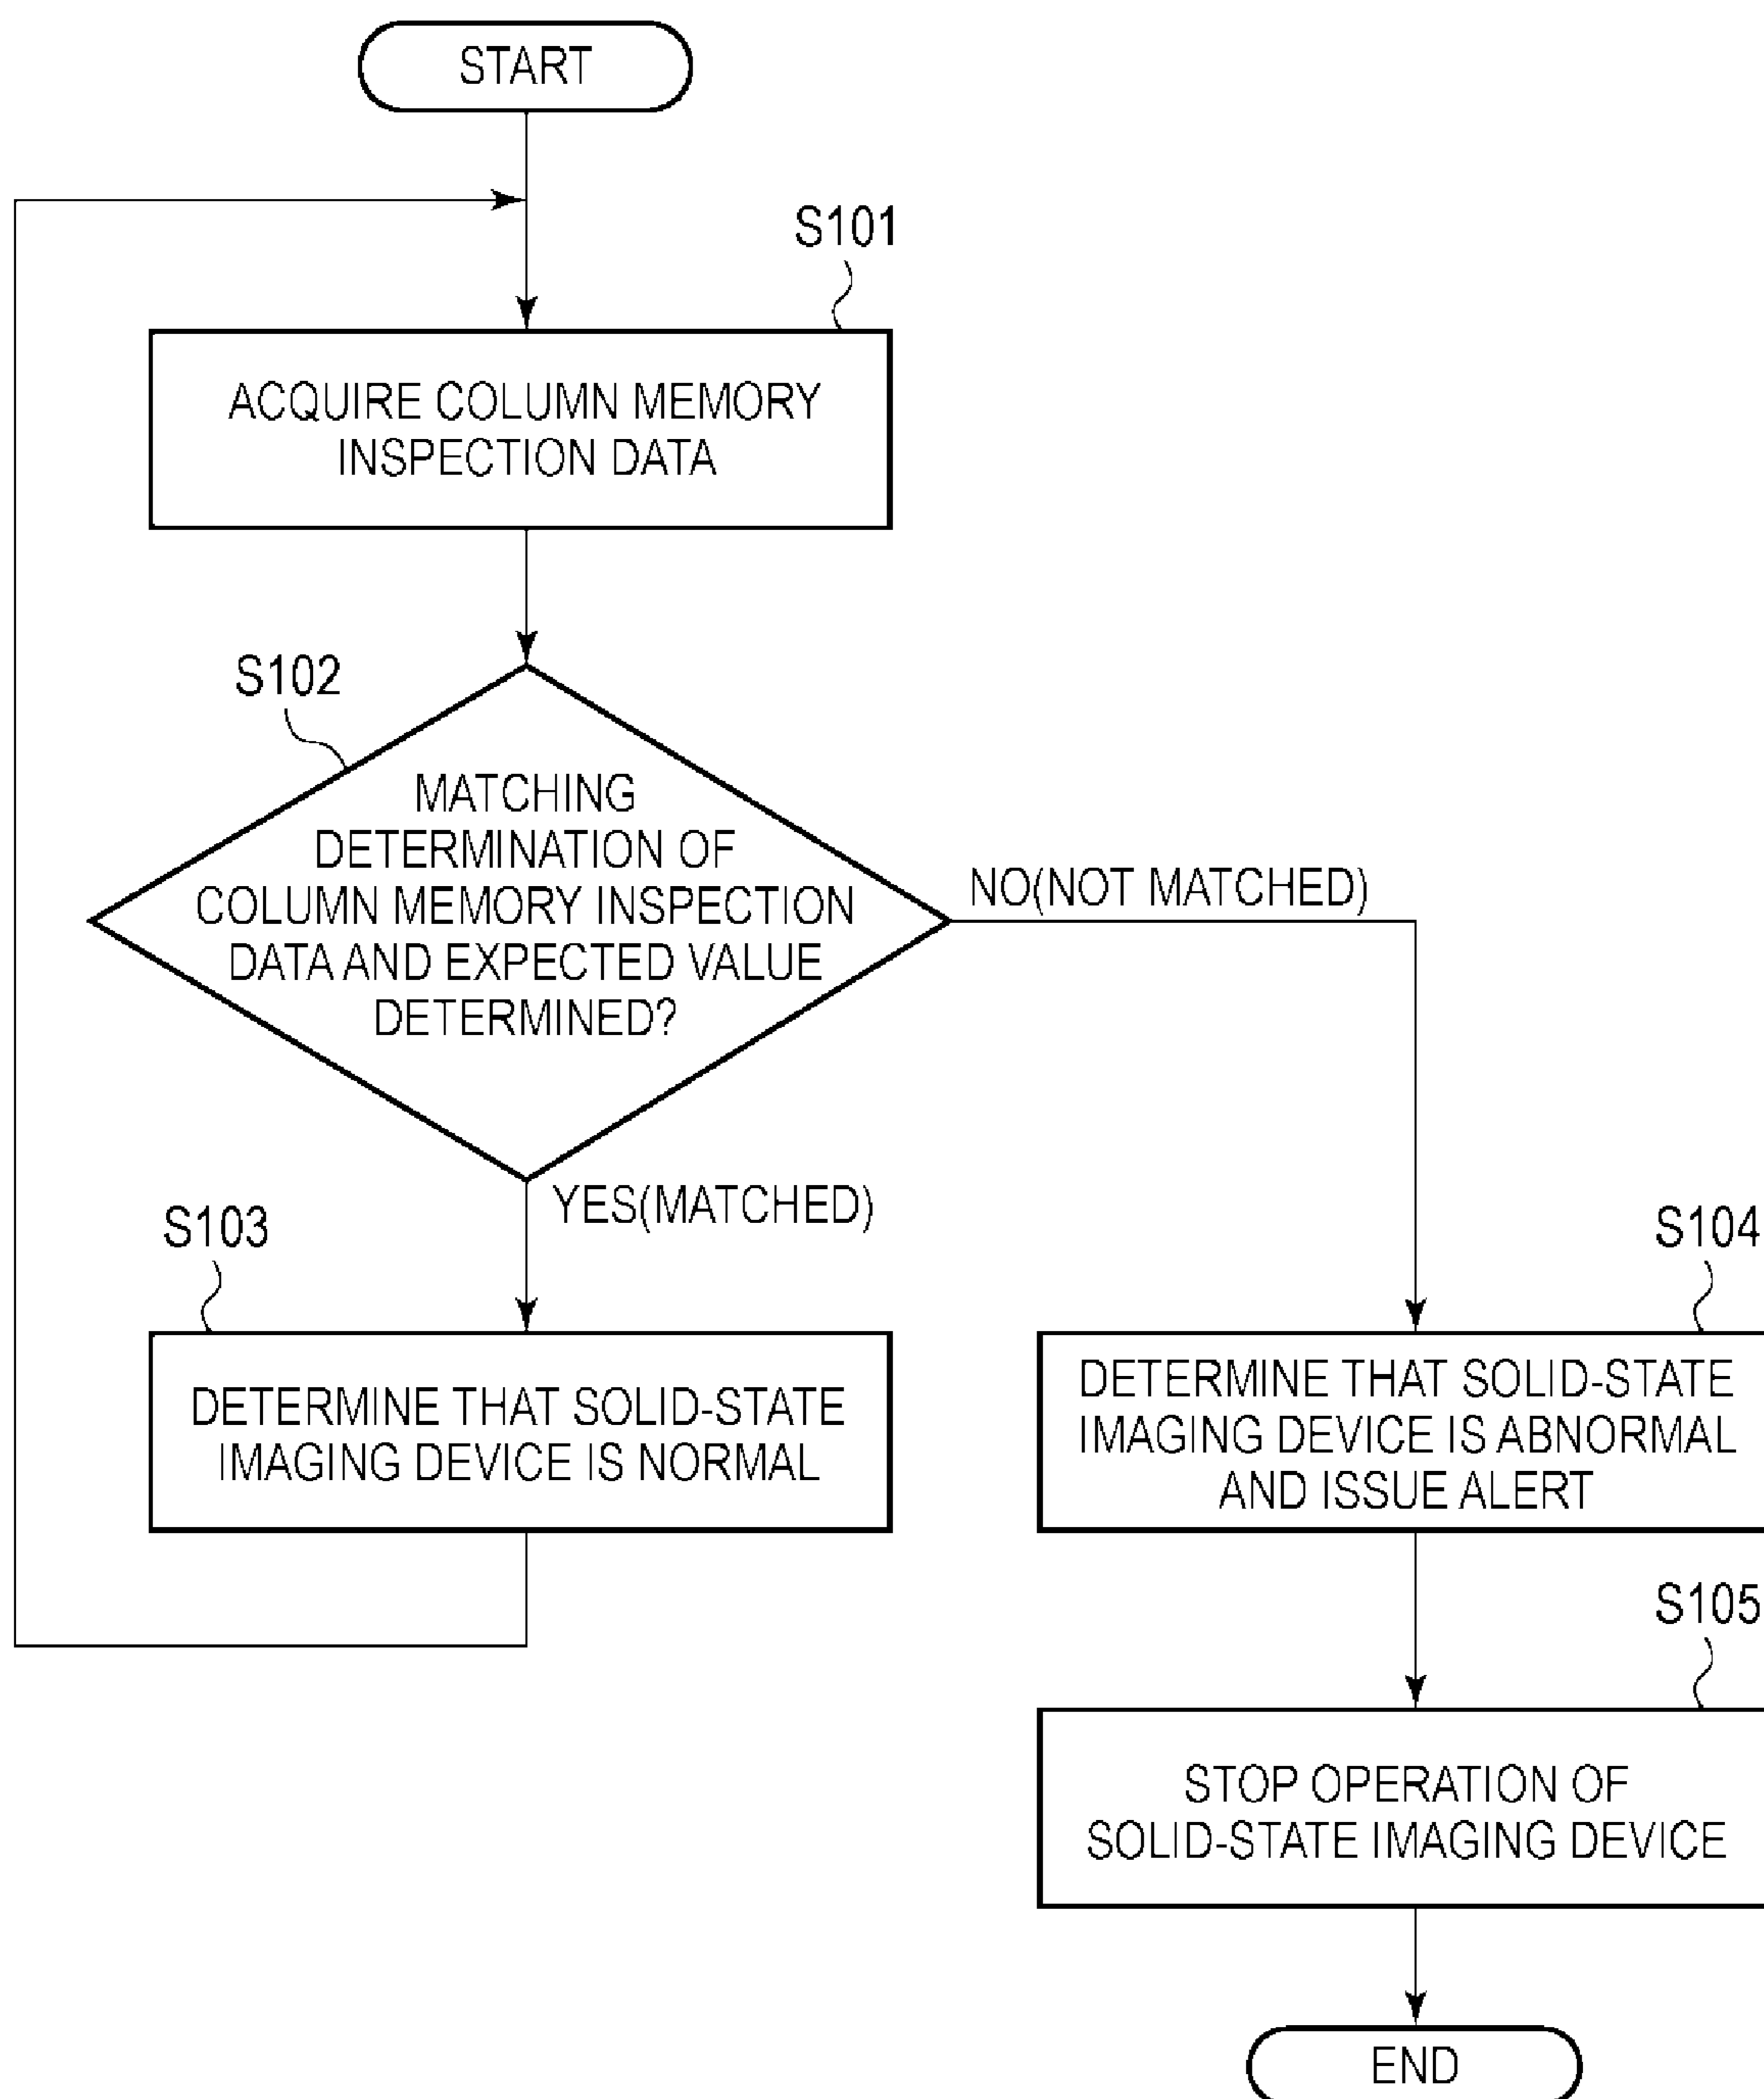 START
S101
ACQUIRE COLUMN MEMORY
INSPECTION DATA
S102
MATCHING
DETERMINATION OF
COLUMN MEMORY INSPECTION
DATA AND EXPECTED VALUE
DETERMINED?
NO(NOT MATCHED)
YES(MATCHED)
S103
DETERMINE THAT SOLID-STATE
IMAGING DEVICE IS NORMAL
S104
DETERMINE THAT SOLID-STATE
IMAGING DEVICE IS ABNORMAL
AND ISSUE ALERT
S105
STOP OPERATION OF
SOLID-STATE IMAGING DEVICE
END